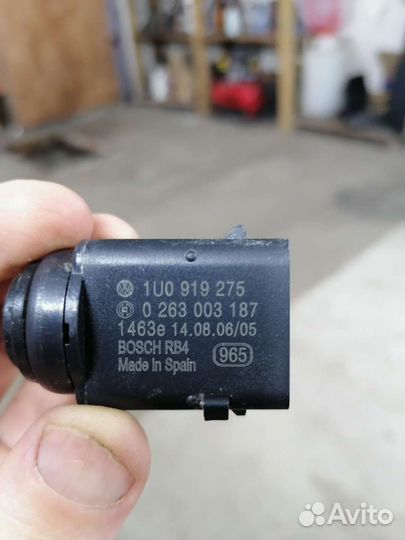 1U0 919 275
0 263 003 187
1463e 14.08.06/05
BOSCH RB4
Made in Spain
965
Avito